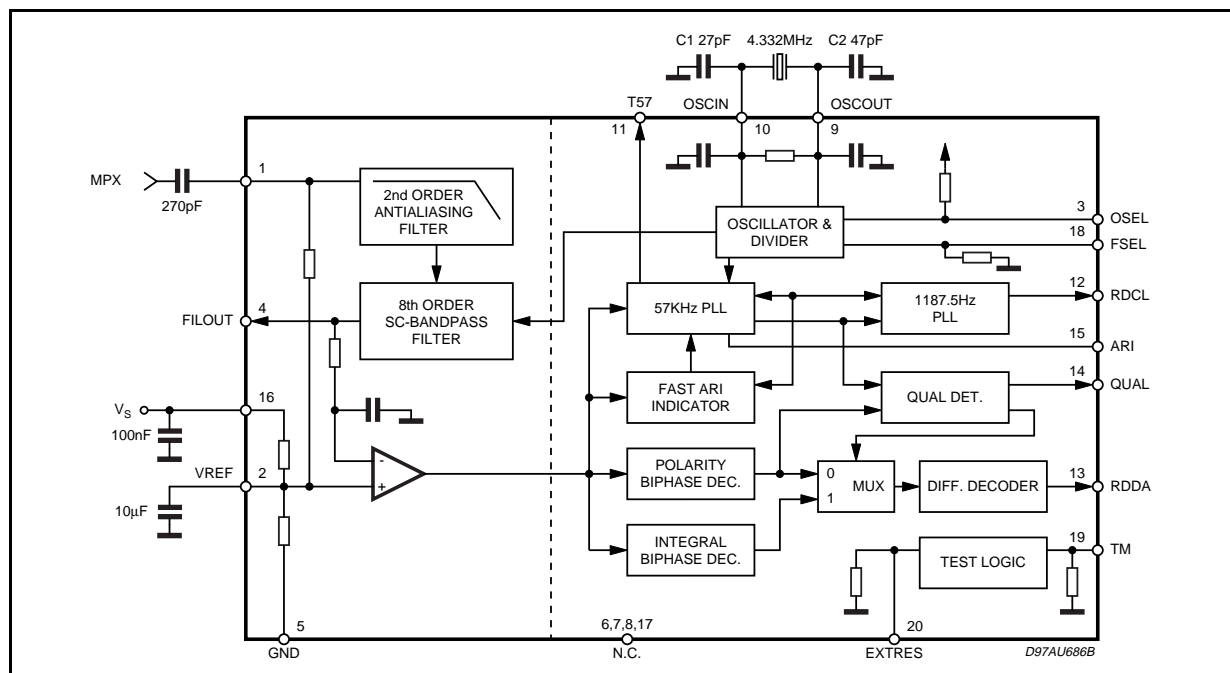 C1 27pF
4.332MHz
C2 47pF
T57
OSCIN
OSCOUT
11
10
9
MPX
270pF
1
2nd ORDER
ANTIALIASING
FILTER
OSCILLATOR &
DIVIDER
3
OSEL
18
FSEL
4
FILOUT
8th ORDER
SC-BANDPASS
FILTER
57KHz PLL
1187.5Hz
PLL
12
RDCL
15
ARI
FAST ARI
INDICATOR
QUAL DET.
14
QUAL
VS
16
100nF
VREF
2
10µF
-
+
POLARITY
BIPHASE DEC.
0
1
MUX
DIFF. DECODER
13
RDDA
INTEGRAL
BIPHASE DEC.
TEST LOGIC
19
TM
5
GND
6,7,8,17
N.C.
20
EXTRES
D97AU686B